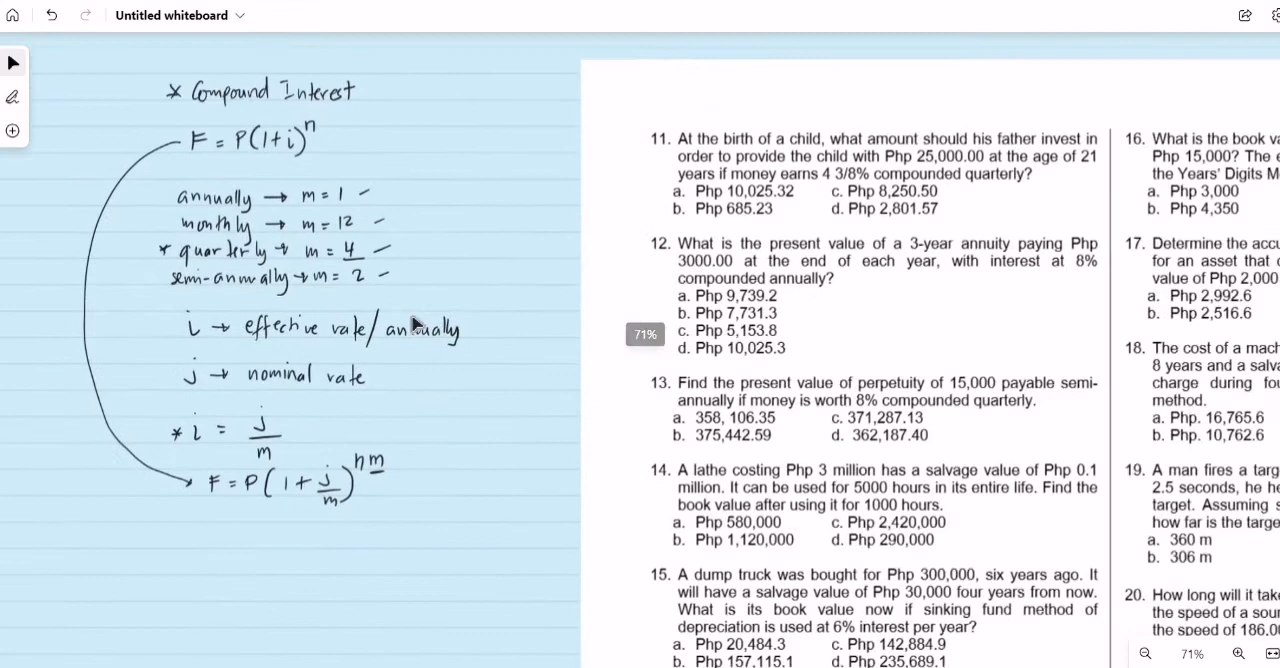 Untitled whiteboard
* Compound Interest
F = P(1+i)^n
annually → m = 1
monthly → m = 12
* quarterly → m = 4
semi-annually → m = 2
i → effective rate/annually
j → nominal rate
* i = j/m
F = P(1 + j/m)^nm
11. At the birth of a child, what amount should his father invest in
order to provide the child with Php 25,000.00 at the age of 21
years if money earns 4 3/8% compounded quarterly?
a. Php 10,025.32 c. Php 8,250.50
b. Php 685.23 d. Php 2,801.57
12. What is the present value of a 3-year annuity paying Php
3000.00 at the end of each year, with interest at 8%
compounded annually?
a. Php 9,739.2
b. Php 7,731.3
c. Php 5,153.8
d. Php 10,025.3
71%
13. Find the present value of perpetuity of 15,000 payable semi-
annually if money is worth 8% compounded quarterly.
a. 358, 106.35 c. 371,287.13
b. 375,442.59 d. 362,187.40
14. A lathe costing Php 3 million has a salvage value of Php 0.1
million. It can be used for 5000 hours in its entire life. Find the
book value after using it for 1000 hours.
a. Php 580,000 c. Php 2,420,000
b. Php 1,120,000 d. Php 290,000
15. A dump truck was bought for Php 300,000, six years ago. It
will have a salvage value of Php 30,000 four years from now.
What is its book value now if sinking fund method of
depreciation is used at 6% interest per year?
a. Php 20,484.3 c. Php 142,884.9
b. Php 157,115.1 d. Php 235,689.1
16. What is the book
Php 15,000? The
the Years' Digits
a. Php 3,000
b. Php 4,350
17. Determine the
for an asset that
value of Php 2,000
a. Php 2,992.6
b. Php 2,516.6
18. The cost of a
8 years and a
charge during
method.
a. Php. 16,765.6
b. Php. 10,762.6
19. A man fires a
2.5 seconds, he
target. Assuming
how far is the
a. 360 m
b. 306 m
20. How long will it
the speed of a
the speed of
71%